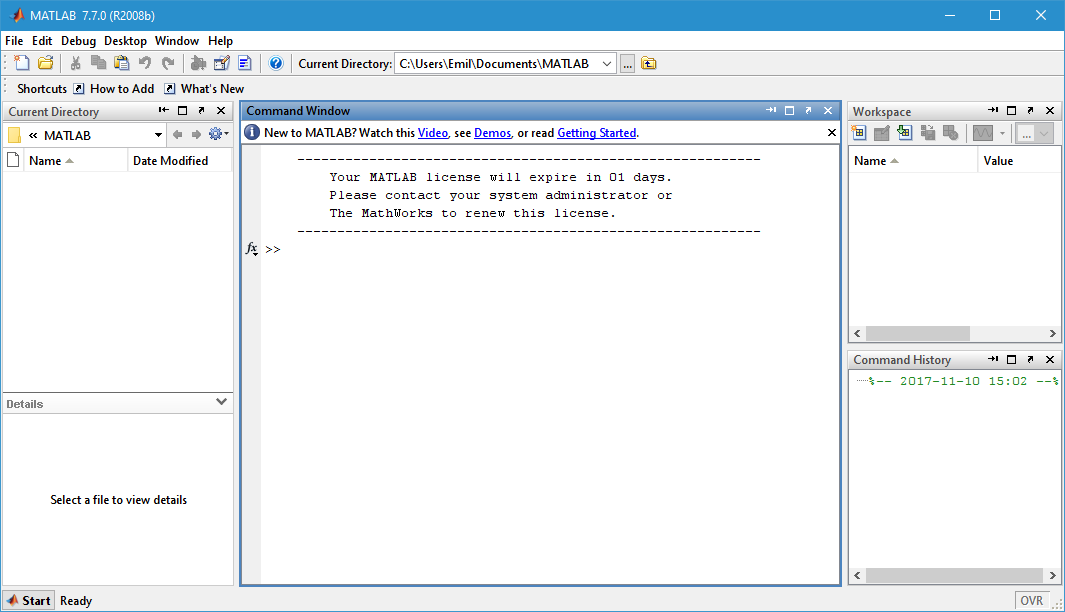 MATLAB 7.7.0 (R2008b)
File Edit Debug Desktop Window Help
Current Directory: C:\Users\Emil\Documents\MATLAB ...
Shortcuts How to Add What's New
Current Directory
« MATLAB
Name Date Modified
Details
Select a file to view details
Command Window
New to MATLAB? Watch this Video, see Demos, or read Getting Started.
----------------------------------------------------------
Your MATLAB license will expire in 01 days.
Please contact your system administrator or
The MathWorks to renew this license.
----------------------------------------------------------
fx >>
Workspace
...
Name Value
Command History
%-- 2017-11-10 15:02 --%
Start Ready
OVR